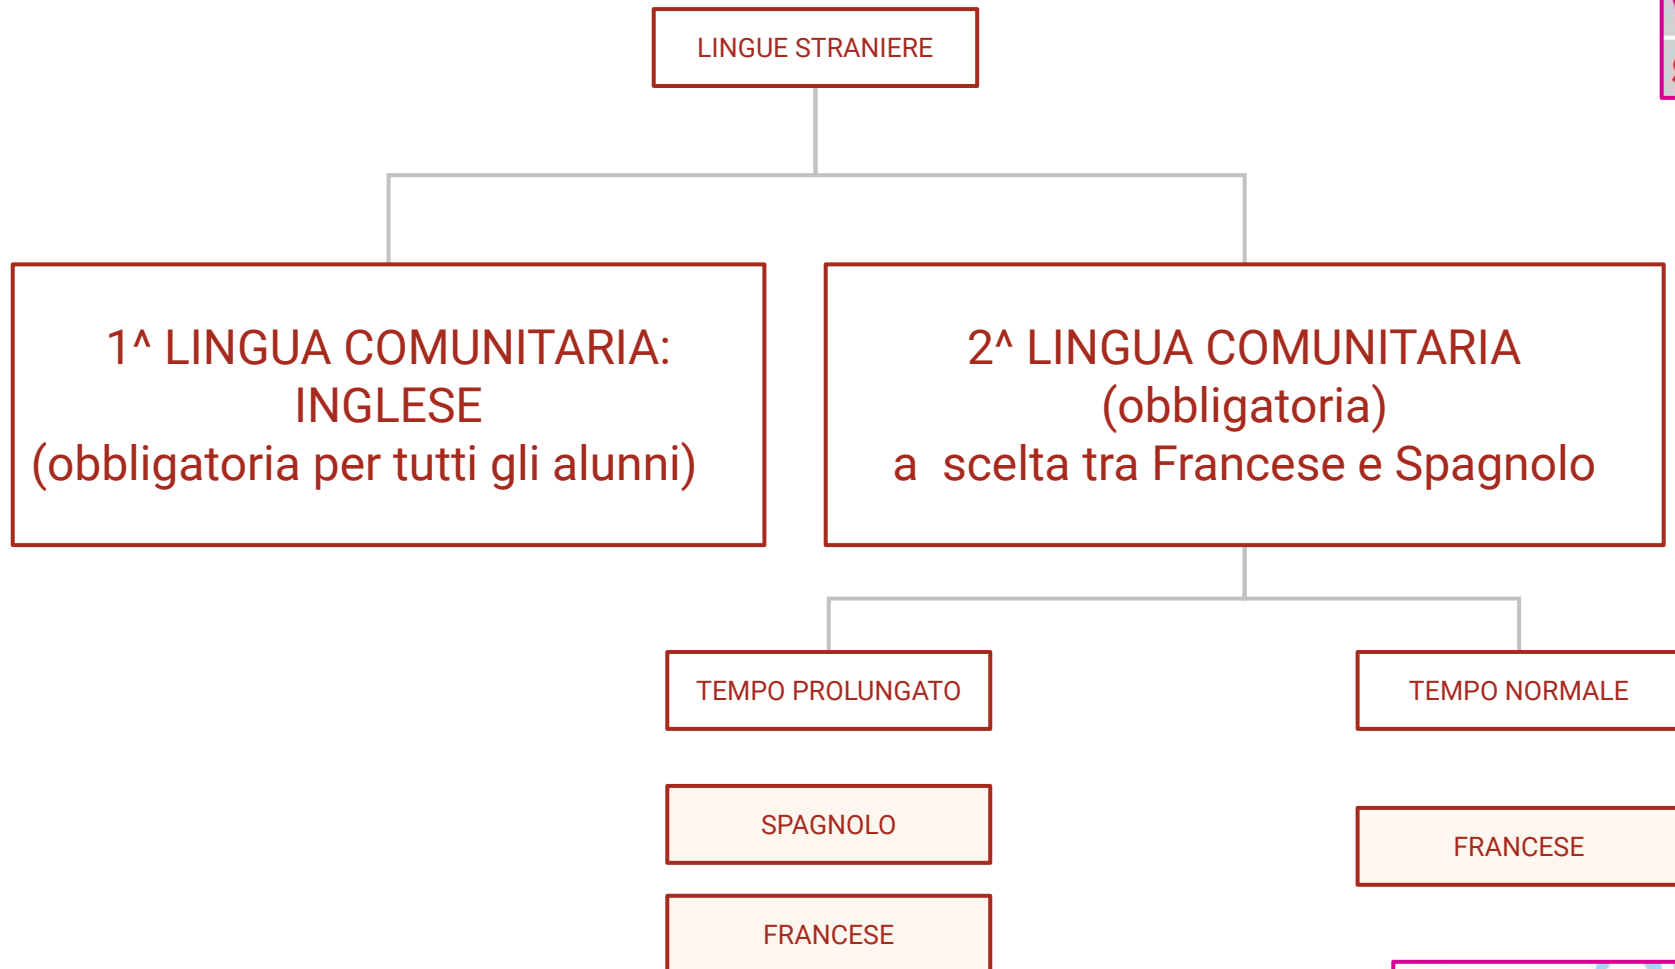 LINGUE STRANIERE
1^ LINGUA COMUNITARIA:
INGLESE
(obbligatoria per tutti gli alunni)
2^ LINGUA COMUNITARIA
(obbligatoria)
a  scelta tra Francese e Spagnolo
TEMPO PROLUNGATO
TEMPO NORMALE
SPAGNOLO
FRANCESE
FRANCESE